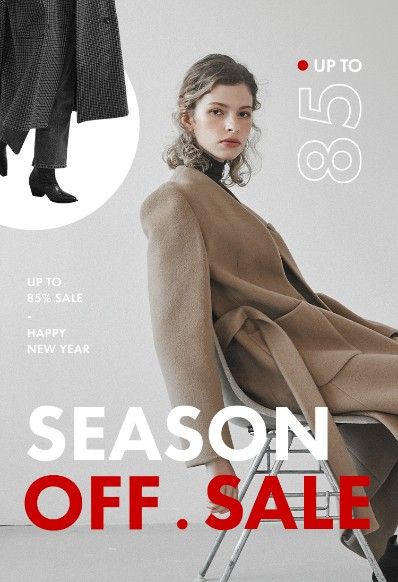 UP TO
85
UP TO
85% SALE
-
HAPPY
NEW YEAR
SEASON
OFF . SALE